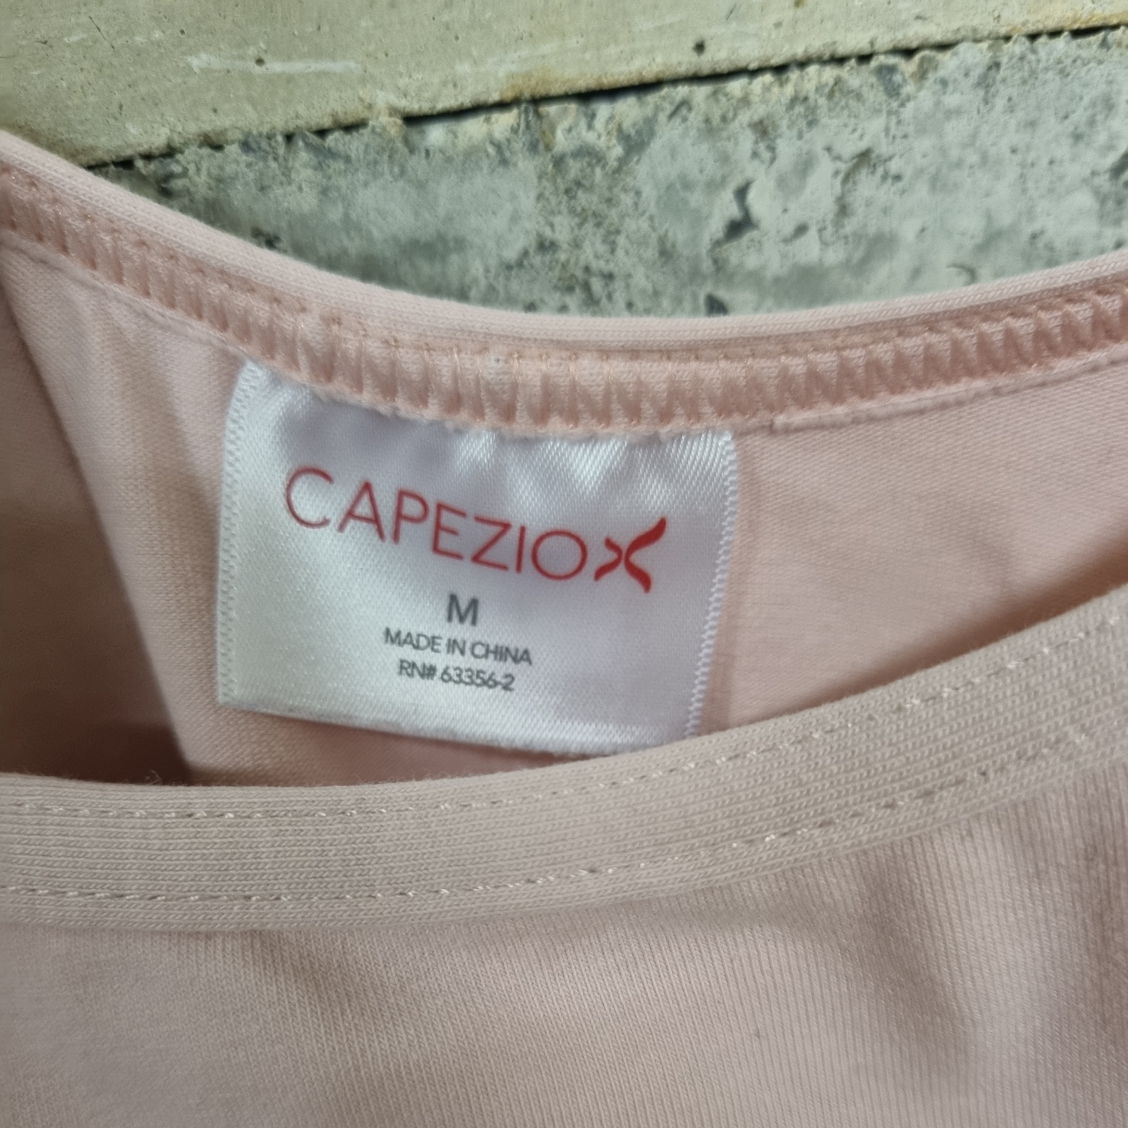 CAPEZIO
M
MADE IN CHINA
RN# 63356-2